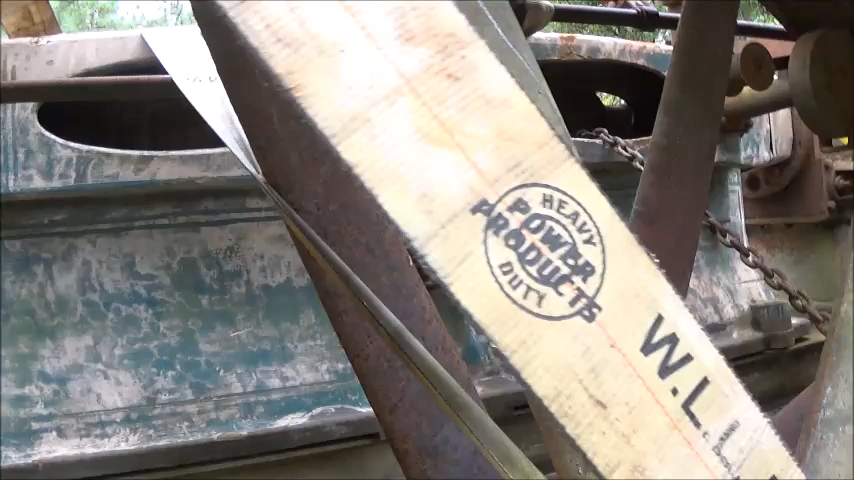 HEAVY
POWER
PRODUCTS
DUTY
W.L.L